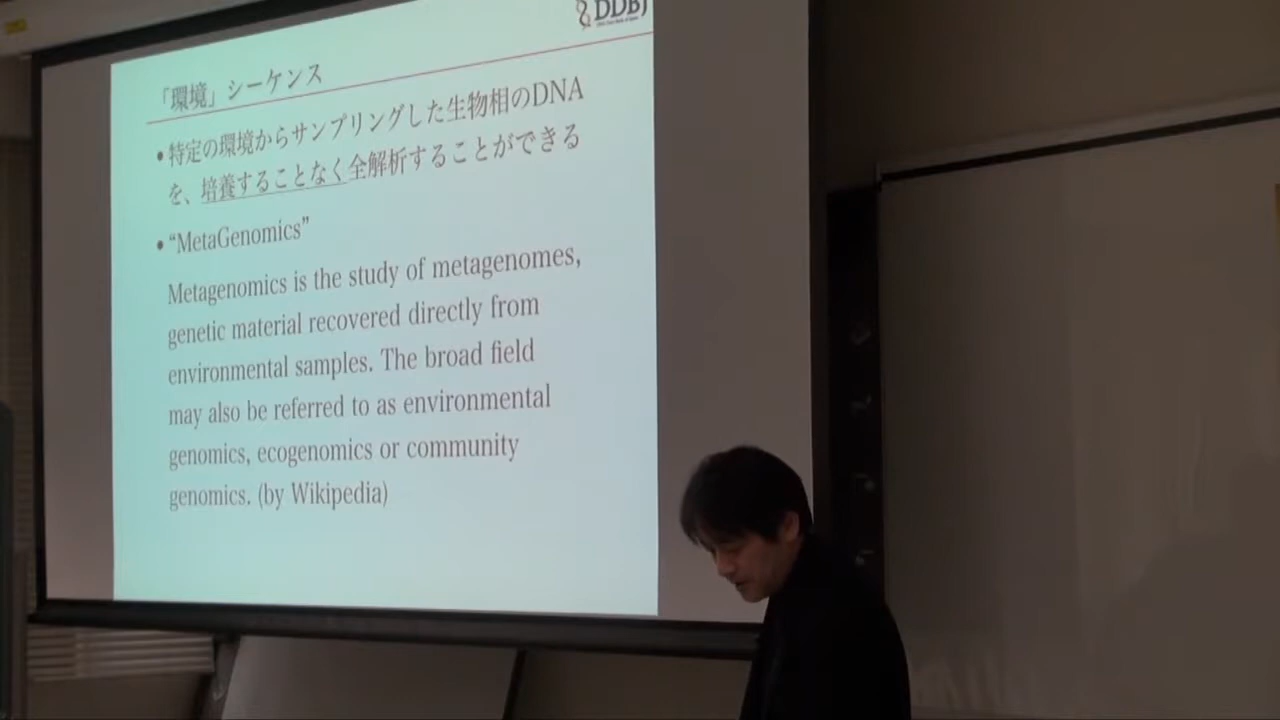 DDBJ
「環境」シーケンス
•特定の環境からサンプリングした生物相のDNA
を、培養することなく全解析することができる
•“MetaGenomics”
Metagenomics is the study of metagenomes,
genetic material recovered directly from
environmental samples. The broad field
may also be referred to as environmental
genomics, ecogenomics or community
genomics. (by Wikipedia)